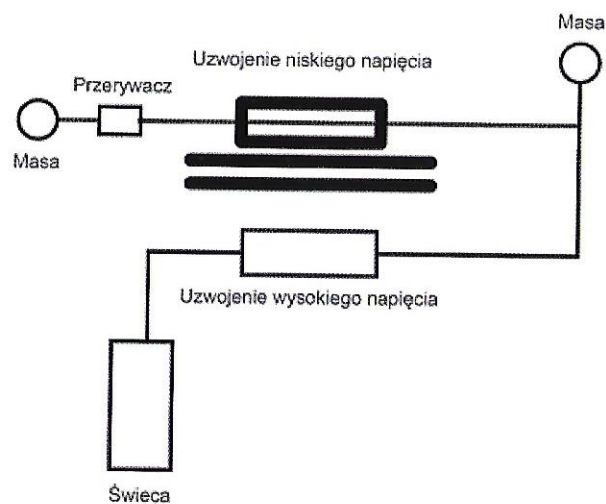 Masa
Uzwojenie niskiego napięcia
Przerywacz
Masa
Uzwojenie wysokiego napięcia
Świeca